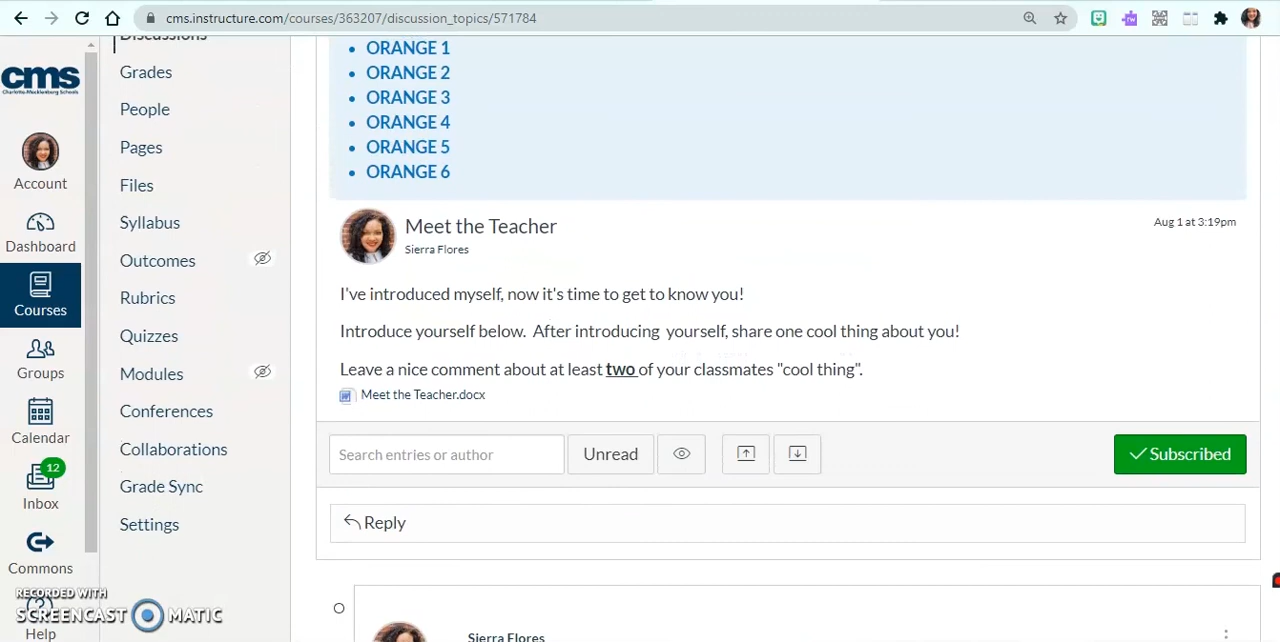 cms.instructure.com/courses/363207/discussion_topics/571784
Discussions
cms
Charlotte-Mecklenburg Schools
Account
Dashboard
Courses
Groups
Calendar
12
Inbox
Commons
Help
Grades
People
Pages
Files
Syllabus
Outcomes
Rubrics
Quizzes
Modules
Conferences
Collaborations
Grade Sync
Settings
ORANGE 1
ORANGE 2
ORANGE 3
ORANGE 4
ORANGE 5
ORANGE 6
Meet the Teacher
Sierra Flores
Aug 1 at 3:19pm
I've introduced myself, now it's time to get to know you!
Introduce yourself below. After introducing yourself, share one cool thing about you!
Leave a nice comment about at least two of your classmates "cool thing".
Meet the Teacher.docx
Search entries or author
Unread
Subscribed
Reply
Sierra Flores
RECORDED WITH
SCREENCAST MATIC